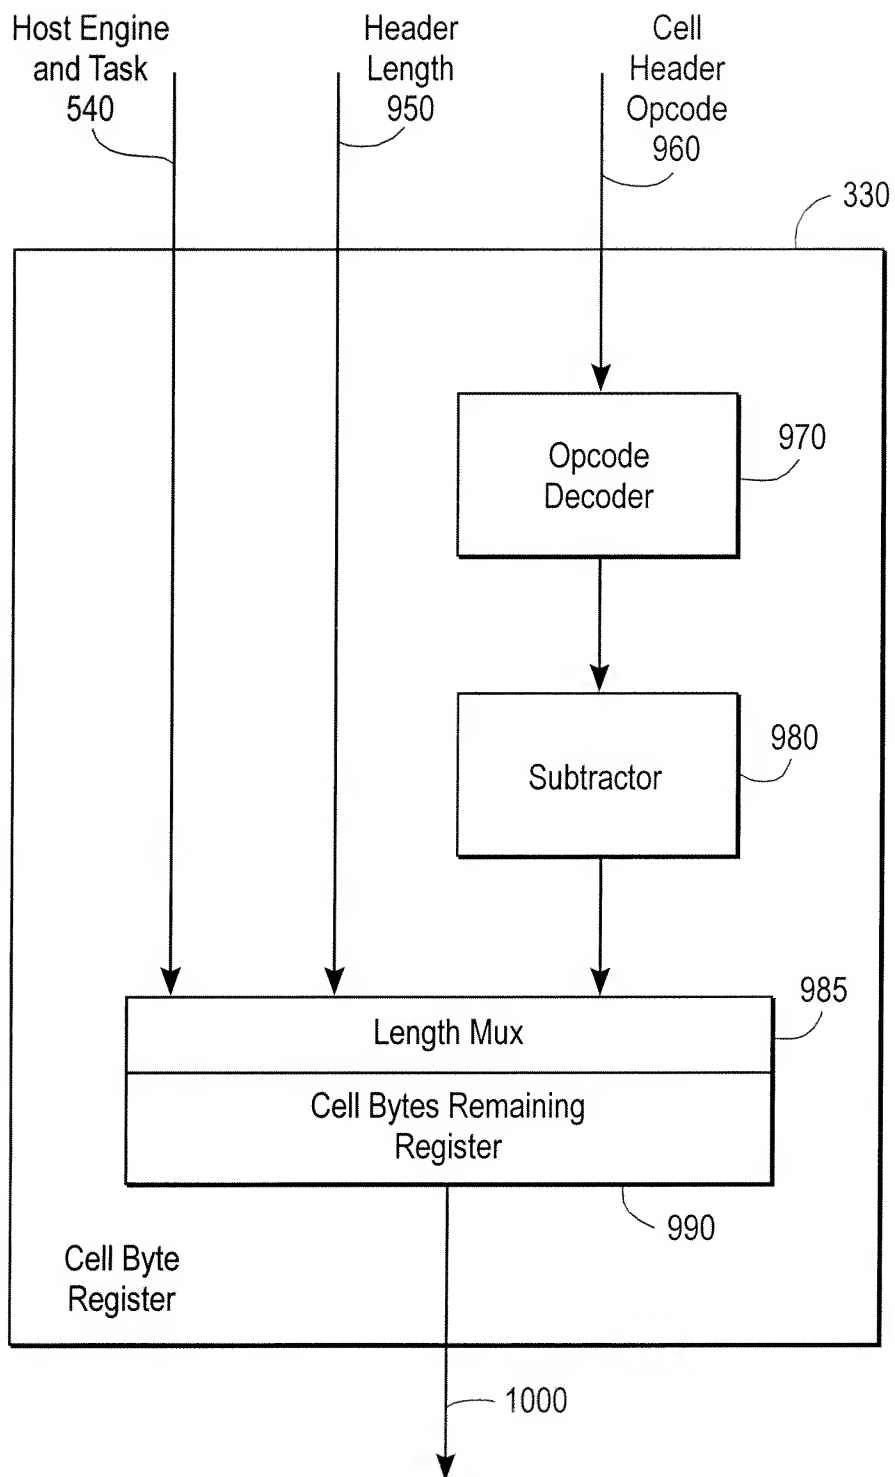 Host Engine
and Task
540
Header
Length
950
Cell
Header
Opcode
960
330
Opcode
Decoder
970
Subtractor
980
985
Length Mux
Cell Bytes Remaining
Register
990
Cell Byte
Register
1000